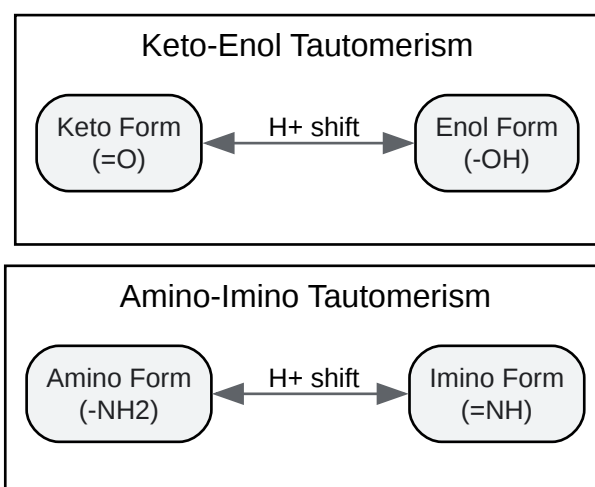 Keto-Enol Tautomerism
Keto Form
(=O)
H+ shift
Enol Form
(-OH)
Amino-Imino Tautomerism
Amino Form
(-NH2)
H+ shift
Imino Form
(=NH)